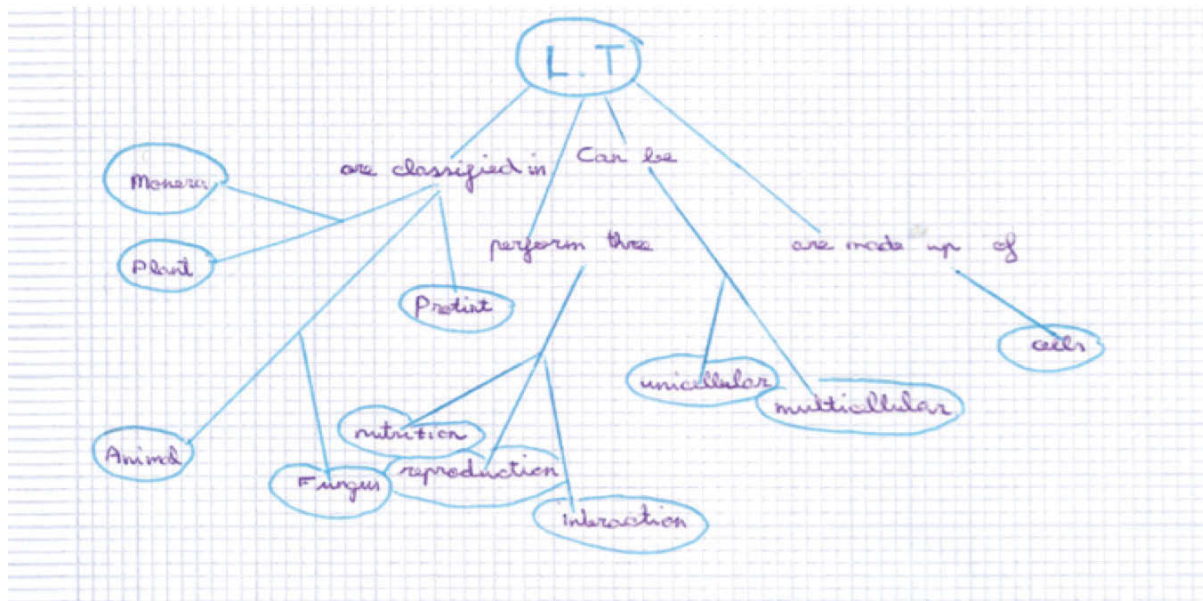 L.T
are classified in
Can be
Monera
perform thre
are made up of
Plant
Protist
cells
unicellular
multicellular
nutrition
Animal
reproduction
Fungus
interaction